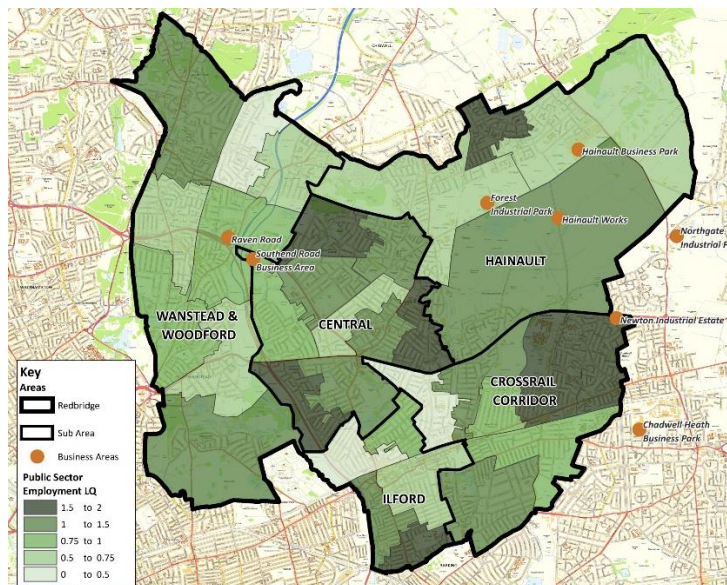 Hainault Business Park
Forest
Industrial Park
Hainault Works
Raven Road
Southend Road
Business Area
Northgate
Industrial P
HAINAULT
WANSTEAD &
WOODFORD
CENTRAL
Newton Industrial Estate
CROSSRAIL
CORRIDOR
Chadwell Heath
Business Park
ILFORD
Key
Areas
Redbridge
Sub Area
Business Areas
Public Sector
Employment LQ
1.5 to 2
1 to 1.5
0.75 to 1
0.5 to 0.75
0 to 0.5